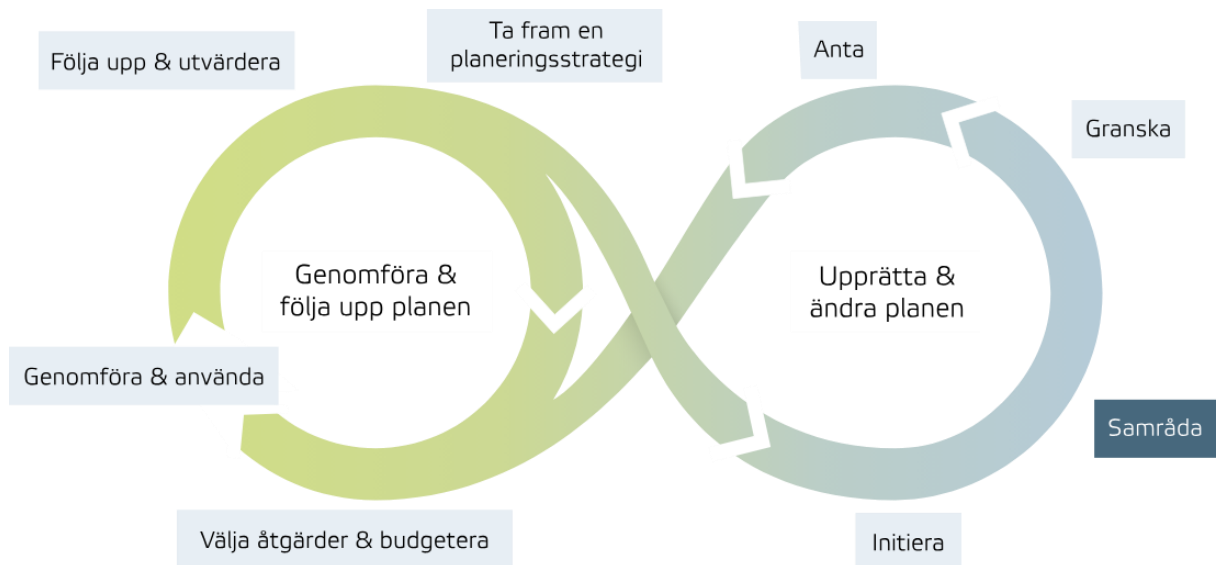 Ta fram en
planeringsstrategi
Anta
Följa upp & utvärdera
Granska
Genomföra &
följa upp planen
Upprätta &
ändra planen
Genomföra & använda
Samråda
Välja åtgärder & budgetera
Initiera